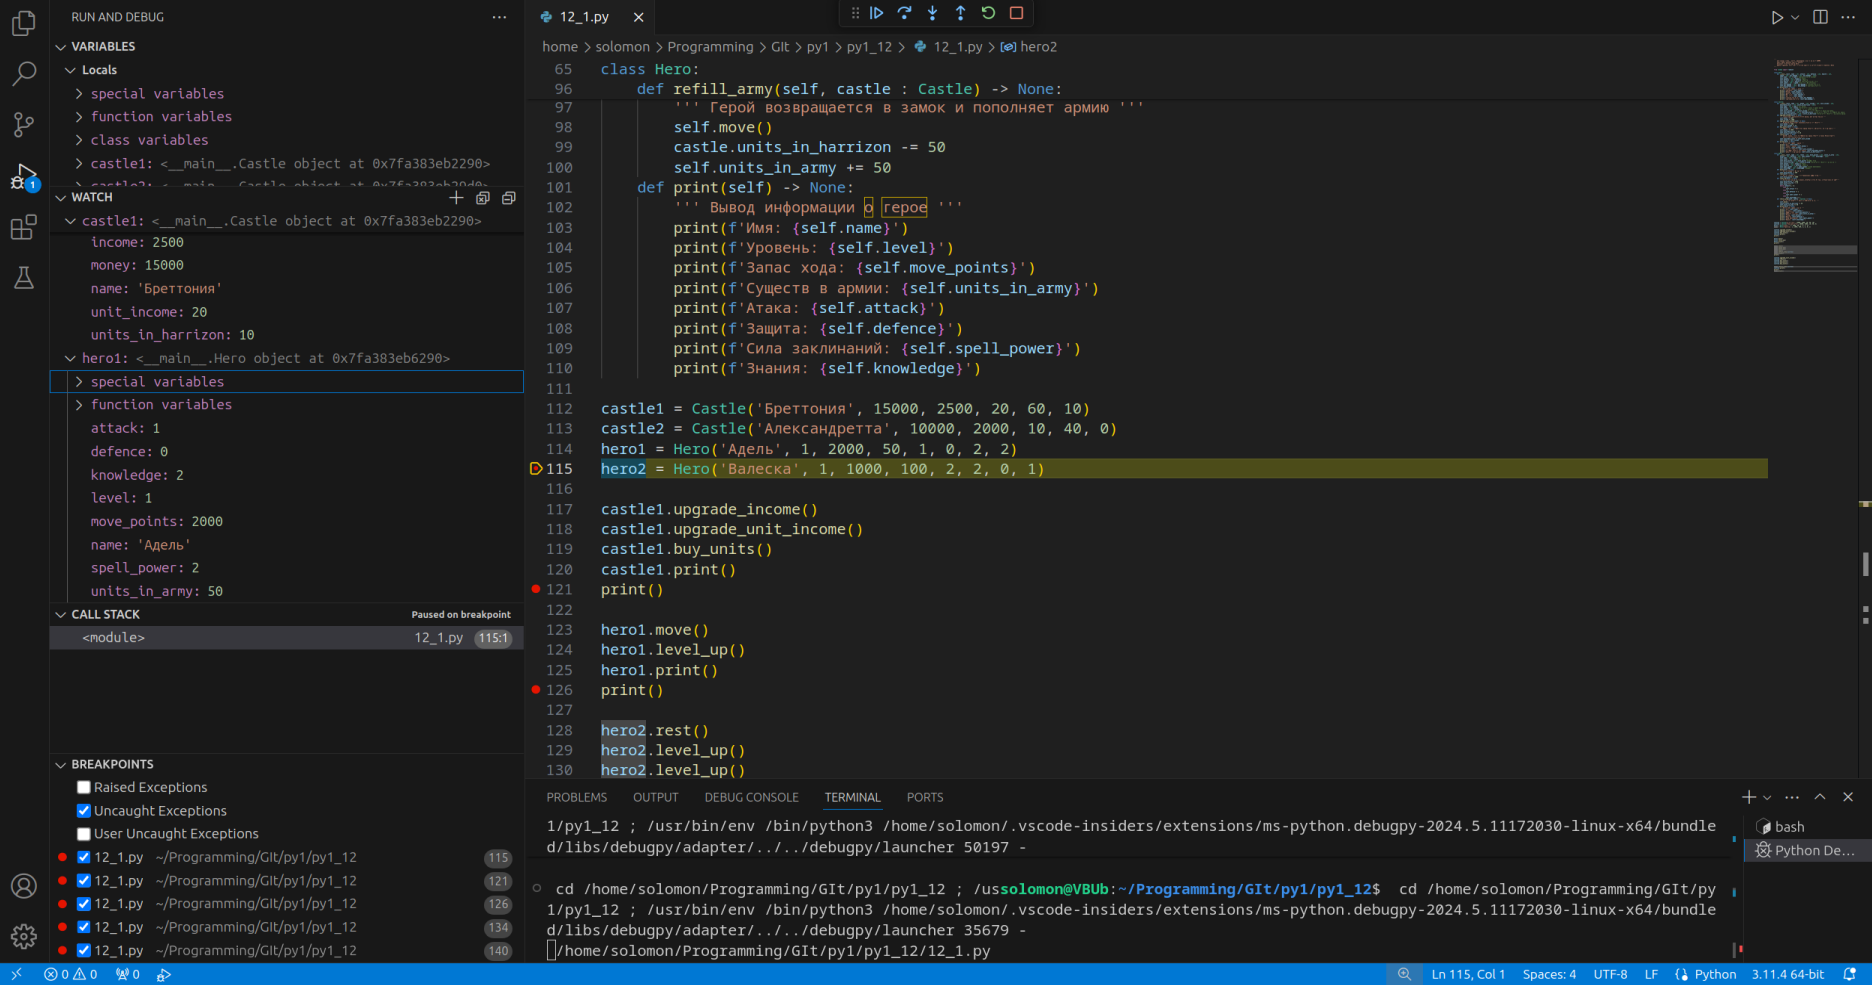 RUN AND DEBUG
VARIABLES
Locals
special variables
function variables
class variables
castle1: <__main__.Castle object at 0x7fa383eb2290>
WATCH
castle1: <__main__.Castle object at 0x7fa383eb2290>
income: 2500
money: 15000
name: 'Бреттония'
unit_income: 20
units_in_harrizon: 10
hero1: <__main__.Hero object at 0x7fa383eb6290>
special variables
function variables
attack: 1
defence: 0
knowledge: 2
level: 1
move_points: 2000
name: 'Адель'
spell_power: 2
units_in_army: 50
CALL STACK
Paused on breakpoint
<module> 12_1.py 115:1
BREAKPOINTS
Raised Exceptions
Uncaught Exceptions
User Uncaught Exceptions
12_1.py ~/Programming/GIt/py1/py1_12 115
12_1.py ~/Programming/GIt/py1/py1_12 121
12_1.py ~/Programming/GIt/py1/py1_12 126
12_1.py ~/Programming/GIt/py1/py1_12 134
12_1.py ~/Programming/GIt/py1/py1_12 140
12_1.py
home > solomon > Programming > GIt > py1 > py1_12 > 12_1.py > hero2
65 class Hero:
96 def refill_army(self, castle : Castle) -> None:
97 ''' Герой возвращается в замок и пополняет армию '''
98 self.move()
99 castle.units_in_harrizon -= 50
100 self.units_in_army += 50
101 def print(self) -> None:
102 ''' Вывод информации о герое '''
103 print(f'Имя: {self.name}')
104 print(f'Уровень: {self.level}')
105 print(f'Запас хода: {self.move_points}')
106 print(f'Существ в армии: {self.units_in_army}')
107 print(f'Атака: {self.attack}')
108 print(f'Защита: {self.defence}')
109 print(f'Сила заклинаний: {self.spell_power}')
110 print(f'Знания: {self.knowledge}')
111
112 castle1 = Castle('Бреттония', 15000, 2500, 20, 60, 10)
113 castle2 = Castle('Александретта', 10000, 2000, 10, 40, 0)
114 hero1 = Hero('Адель', 1, 2000, 50, 1, 0, 2, 2)
115 hero2 = Hero('Валеска', 1, 1000, 100, 2, 2, 0, 1)
116
117 castle1.upgrade_income()
118 castle1.upgrade_unit_income()
119 castle1.buy_units()
120 castle1.print()
121 print()
122
123 hero1.move()
124 hero1.level_up()
125 hero1.print()
126 print()
127
128 hero2.rest()
129 hero2.level_up()
130 hero2.level_up()
PROBLEMS OUTPUT DEBUG CONSOLE TERMINAL PORTS
1/py1_12 ; /usr/bin/env /bin/python3 /home/solomon/.vscode-insiders/extensions/ms-python.debugpy-2024.5.11172030-linux-x64/bundle
d/libs/debugpy/adapter/../../debugpy/launcher 50197 -
cd /home/solomon/Programming/GIt/py1/py1_12 ; /ussolomon@VBUb:~/Programming/GIt/py1/py1_12$ cd /home/solomon/Programming/GIt/py
1/py1_12 ; /usr/bin/env /bin/python3 /home/solomon/.vscode-insiders/extensions/ms-python.debugpy-2024.5.11172030-linux-x64/bundle
d/libs/debugpy/adapter/../../debugpy/launcher 35679 -
/home/solomon/Programming/GIt/py1/py1_12/12_1.py
bash
Python De...
1
0 0 0
Ln 115, Col 1 Spaces: 4 UTF-8 LF Python 3.11.4 64-bit